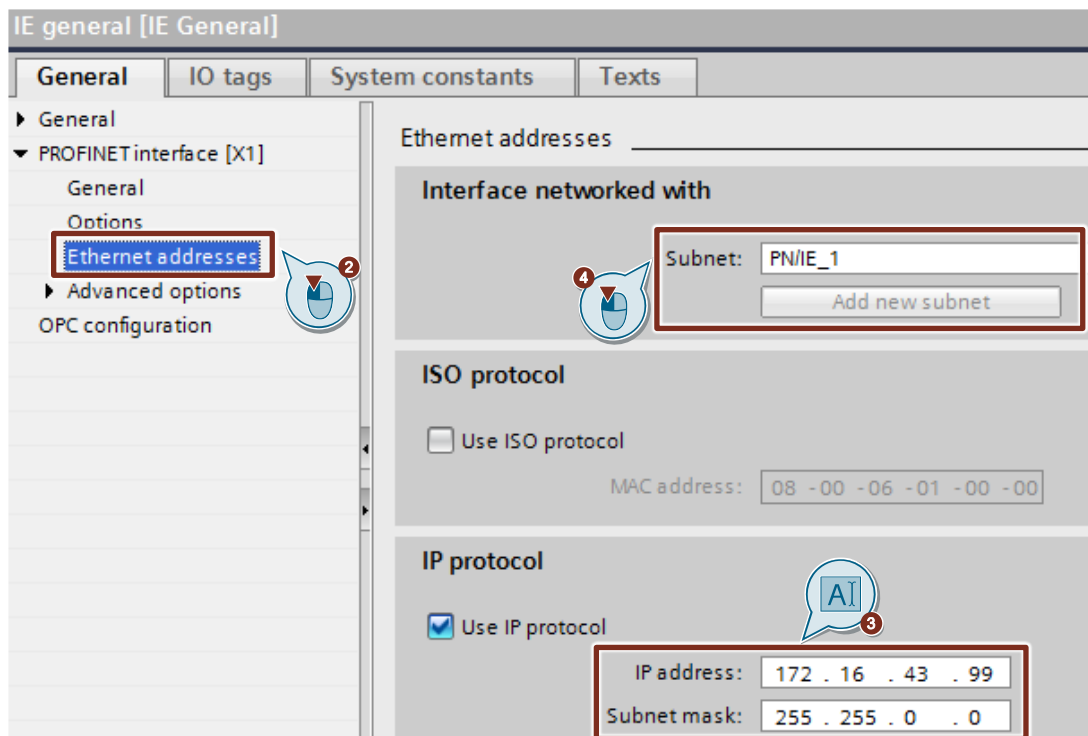 IE general [IE General]
General IO tags System constants Texts
General
PROFINET interface [X1]
General
Options
Ethernet addresses
2
Advanced options
OPC configuration
Ethernet addresses
Interface networked with
Subnet: PN/IE_1
4
Add new subnet
ISO protocol
Use ISO protocol
MAC address: 08 -00 -06 -01 -00 -00
IP protocol
A
3
Use IP protocol
IP address: 172 . 16 . 43 . 99
Subnet mask: 255 . 255 . 0 . 0